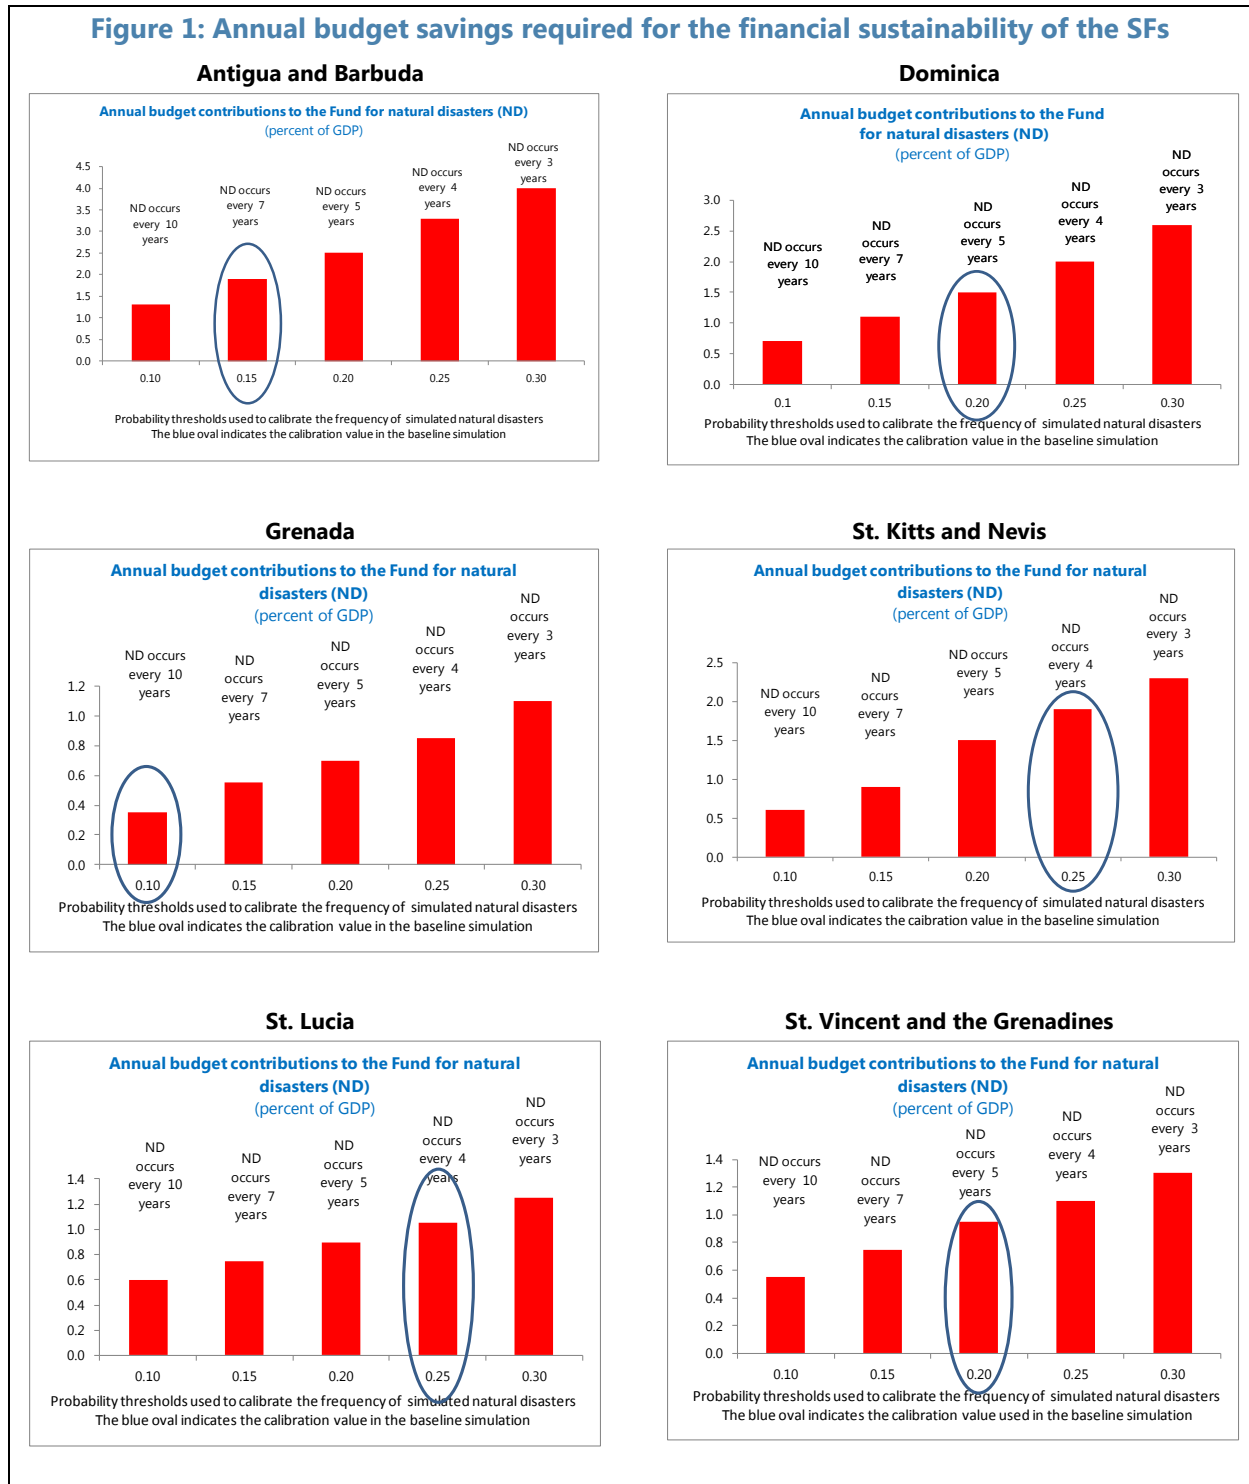 Figure 1: Annual budget savings required for the financial sustainability of the SFs
Antigua and Barbuda
Annual budget contributions to the Fund for natural disasters (ND)
(percent of GDP)
4.5
4.0
3.5
3.0
2.5
2.0
1.5
1.0
0.5
0.0
ND occurs
every 10
years
ND occurs
every 7
years
ND occurs
every 5
years
ND occurs
every 4
years
ND occurs
every 3
years
0.10
0.15
0.20
0.25
0.30
Probability thresholds used to calibrate the frequency of simulated natural disasters
The blue oval indicates the calibration value in the baseline simulation
Dominica
Annual budget contributions to the Fund
for natural disasters (ND)
(percent of GDP)
3.0
2.5
2.0
1.5
1.0
0.5
0.0
ND occurs
every 10
years
ND
occurs
every 7
years
ND
occurs
every 5
years
ND
occurs
every 4
years
ND
occurs
every 3
years
0.1
0.15
0.20
0.25
0.30
Probability thresholds used to calibrate the frequency of simulated natural disasters
The blue oval indicates the calibration value in the baseline simulation
Grenada
Annual budget contributions to the Fund for natural
disasters (ND)
(percent of GDP)
1.2
1.0
0.8
0.6
0.4
0.2
0.0
ND occurs
every 10
years
ND
occurs
every 7
years
ND
occurs
every 5
years
ND
occurs
every 4
years
ND
occurs
every 3
years
0.10
0.15
0.20
0.25
0.30
Probability thresholds used to calibrate the frequency of simulated natural disasters
The blue oval indicates the caibration value in the baseline simulation
St. Kitts and Nevis
Annual budget contributions to the Fund for natural
disasters (ND)
(percent of GDP)
2.5
2.0
1.5
1.0
0.5
0.0
ND occurs
every 10
years
ND
occurs
every 7
years
ND occurs
every 5
years
ND
occurs
every 4
years
ND
occurs
every 3
years
0.10
0.15
0.20
0.25
0.30
Probability thresholds used to calibrate the frequency of simulated natural disasters
The blue oval indicates the calibration value in the baseline simulation
St. Lucia
Annual budget contributions to the Fund for natural
disasters (ND)
(percent of GDP)
1.4
1.2
1.0
0.8
0.6
0.4
0.2
0.0
ND
occurs
every 10
years
ND
occurs
every 7
years
ND
occurs
every 5
years
ND
occurs
every 4
years
ND
occurs
every 3
years
0.10
0.15
0.20
0.25
0.30
Probability thresholds used to calibrate the frequency of simulated natural disasters
The blue oval indicates the calibration value in the baseline simulation
St. Vincent and the Grenadines
Annual budget contributions to the Fund for natural
disasters (ND)
(percent of GDP)
1.4
1.2
1.0
0.8
0.6
0.4
0.2
0.0
ND occurs
every 10
years
ND
occurs
every 7
years
ND
occurs
every 5
years
ND
occurs
every 4
years
ND
occurs
every 3
years
0.10
0.15
0.20
0.25
0.30
Probability thresholds used to calibrate the frequency of simulated natural disasters
The blue oval indicates the calibration value used in the baseline simulation